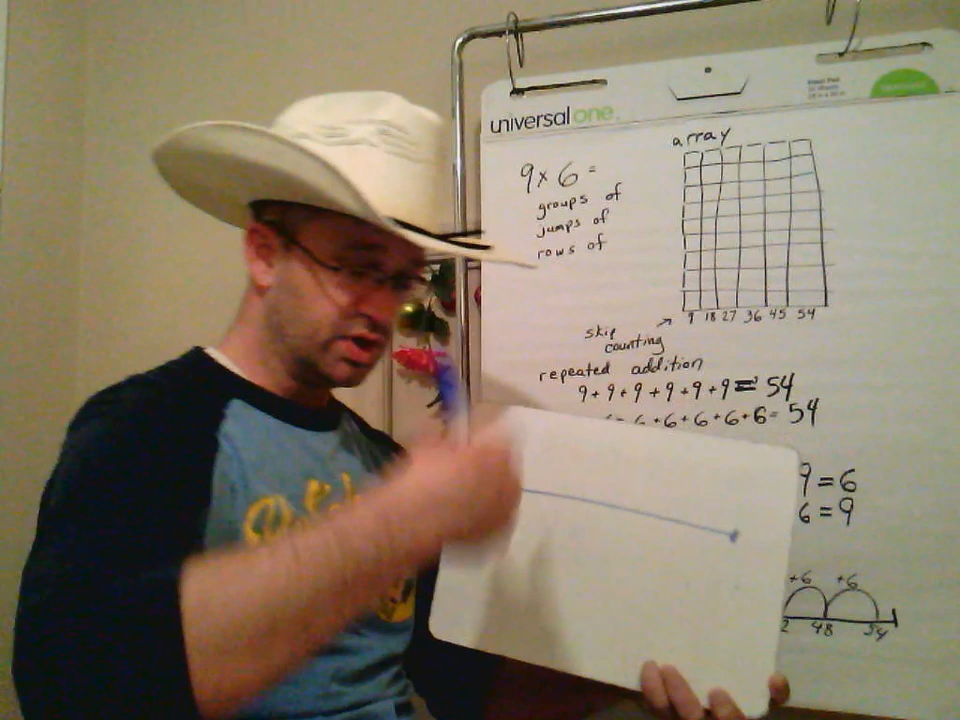 universal one
array
9 x 6 =
groups of
jumps of
rows of
9 18 27 36 45 54
skip
counting
repeated addition
9 + 9 + 9 + 9 + 9 + 9 = 54
6 + 6 + 6 + 6 + 6 = 54
9 = 6
6 = 9
+6 +6
2 48 54